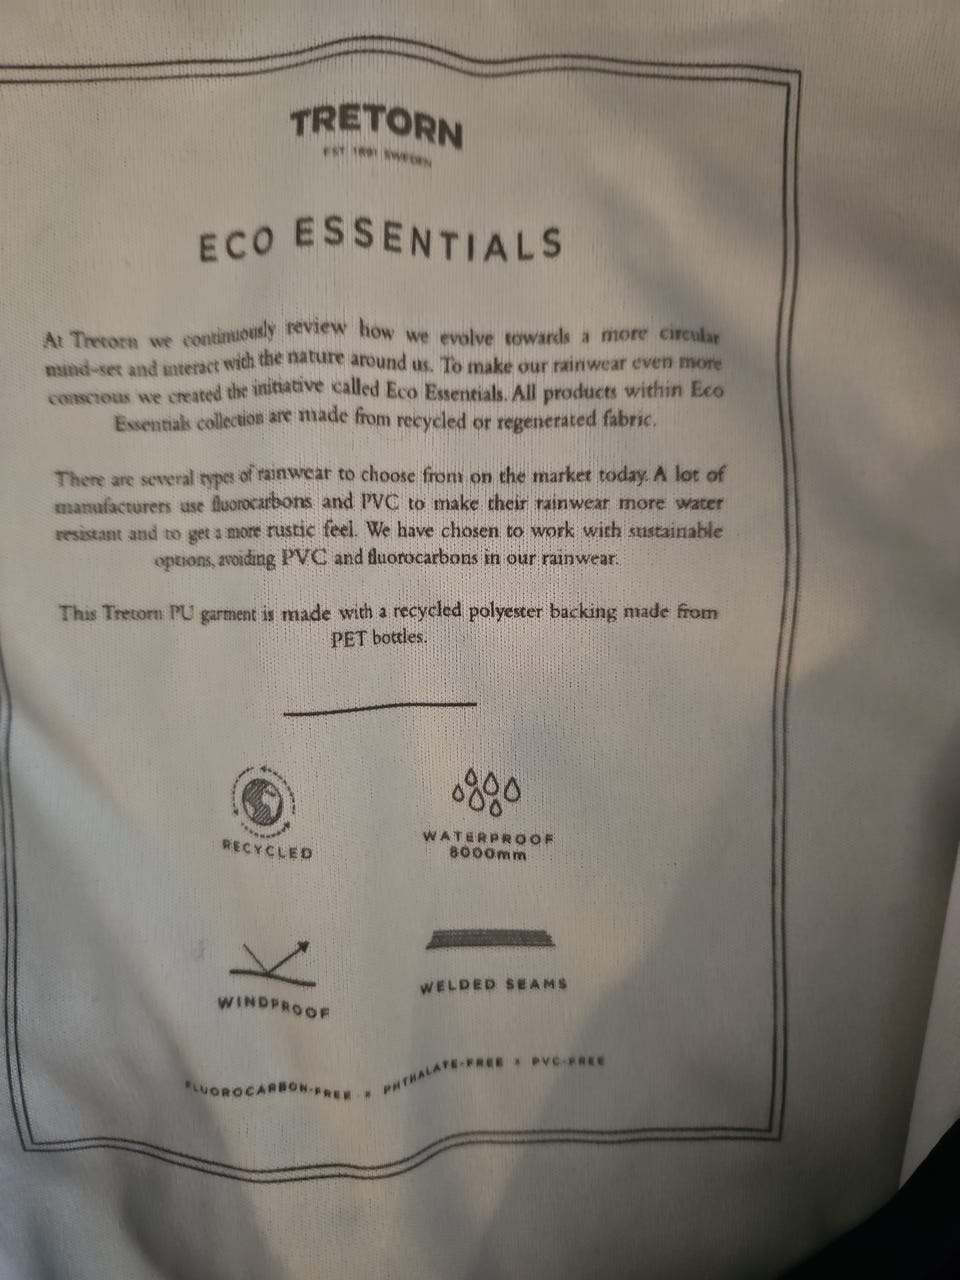 TRETORN
EST 1891 SWEDEN
ECO ESSENTIALS
At Tretorn we continuously review how we evolve towards a more circular
mind-set and interact with the nature around us. To make our rainwear even more
conscious we created the initiative called Eco Essentials. All products within Eco
Essentials collection are made from recycled or regenerated fabric.
There are several types of rainwear to choose from on the market today. A lot of
manufacturers use fluorocarbons and PVC to make their rainwear more water
resistant and to get a more rustic feel. We have chosen to work with sustainable
options, avoiding PVC and fluorocarbons in our rainwear.
This Tretorn PU garment is made with a recycled polyester backing made from
PET bottles.
RECYCLED
WATERPROOF
8000mm
WINDPROOF
WELDED SEAMS
FLUOROCARBON-FREE × PHTHALATE-FREE × PVC-FREE